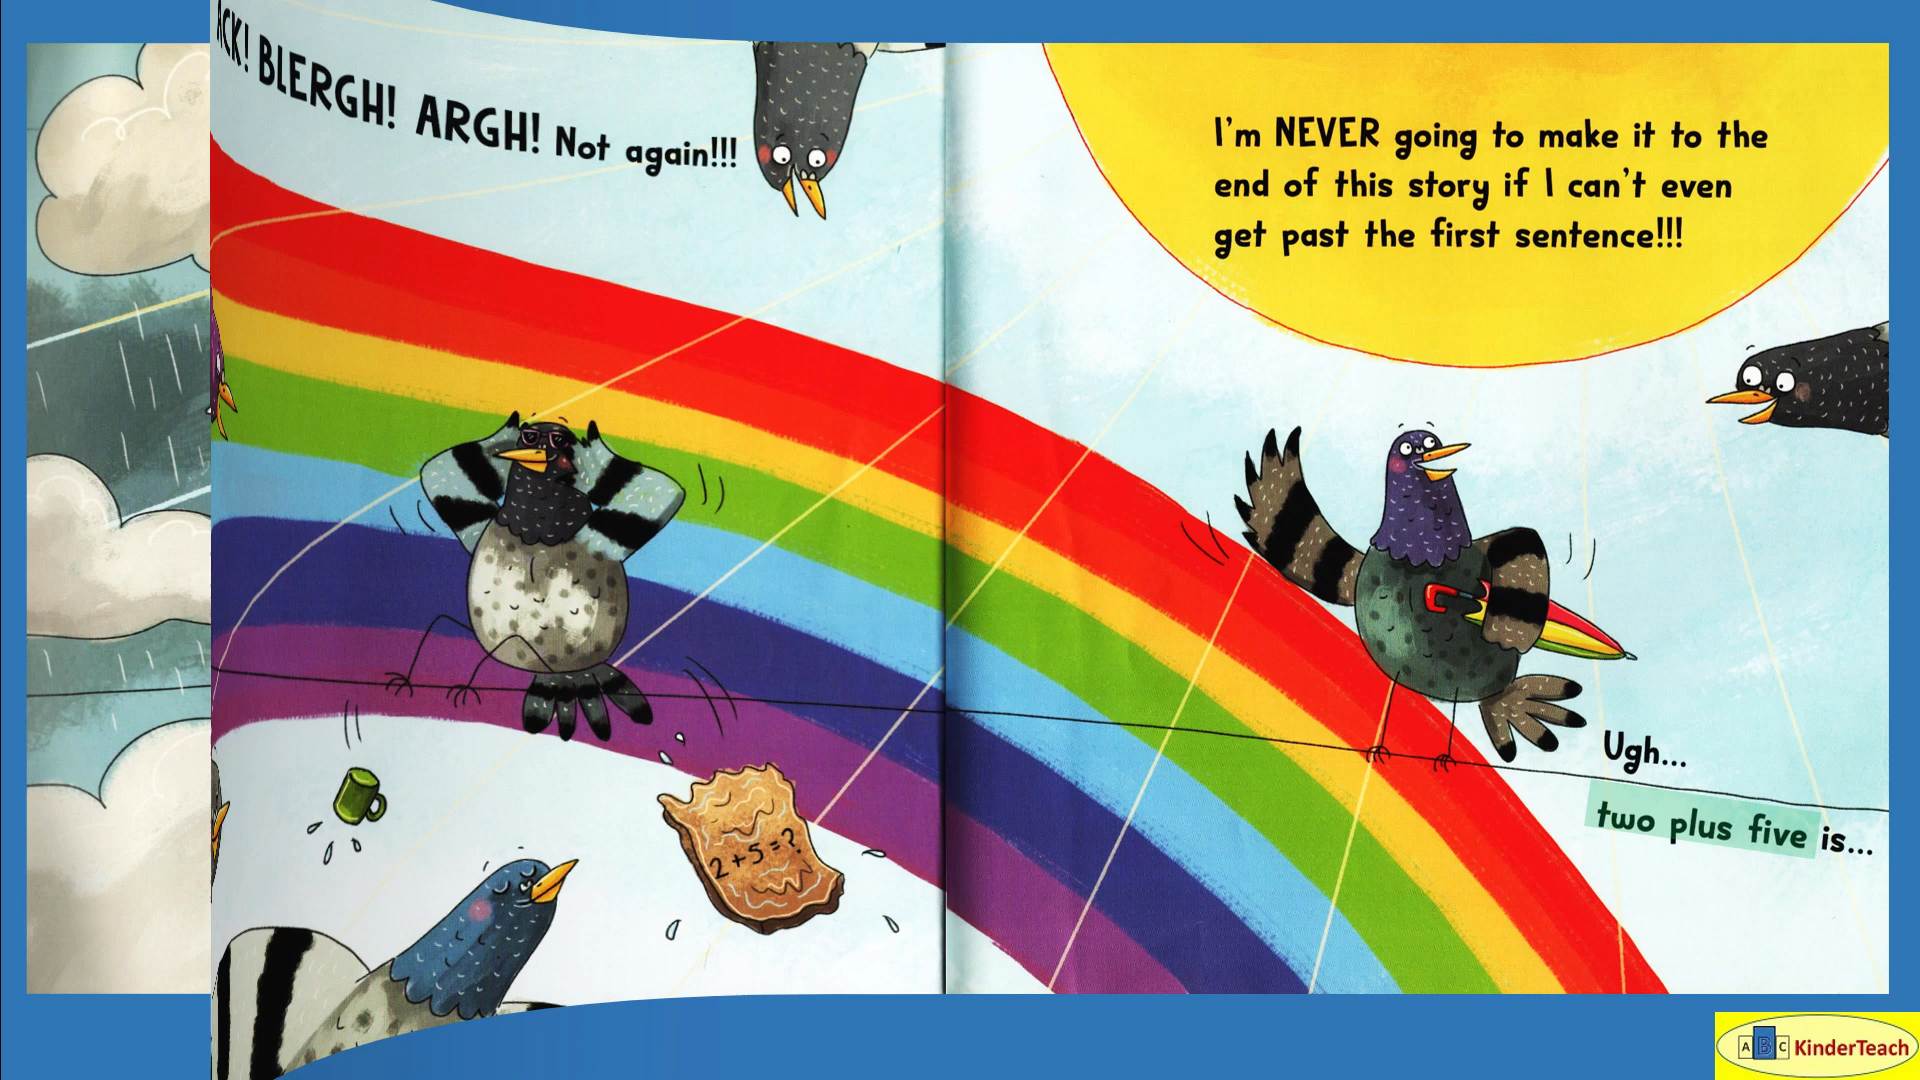 BLERGH! ARGH! Not again!!!
I'm NEVER going to make it to the
end of this story if I can't even
get past the first sentence!!!
2+5=?
Ugh...
two plus five is...
ABC KinderTeach